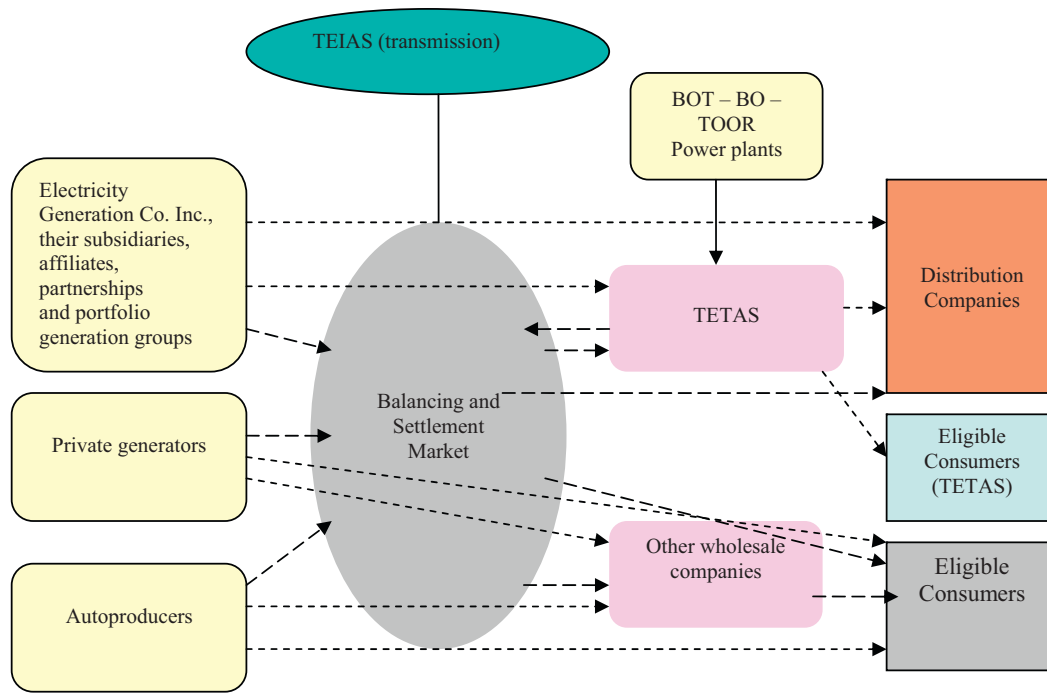 TEIAS (transmission)
BOT – BO –
TOOR
Power plants
Electricity
Generation Co. Inc.,
their subsidiaries,
affiliates,
partnerships
and portfolio
generation groups
Distribution
Companies
TETAS
Balancing and
Settlement
Market
Private generators
Eligible
Consumers
(TETAS)
Other wholesale
companies
Eligible
Consumers
Autoproducers